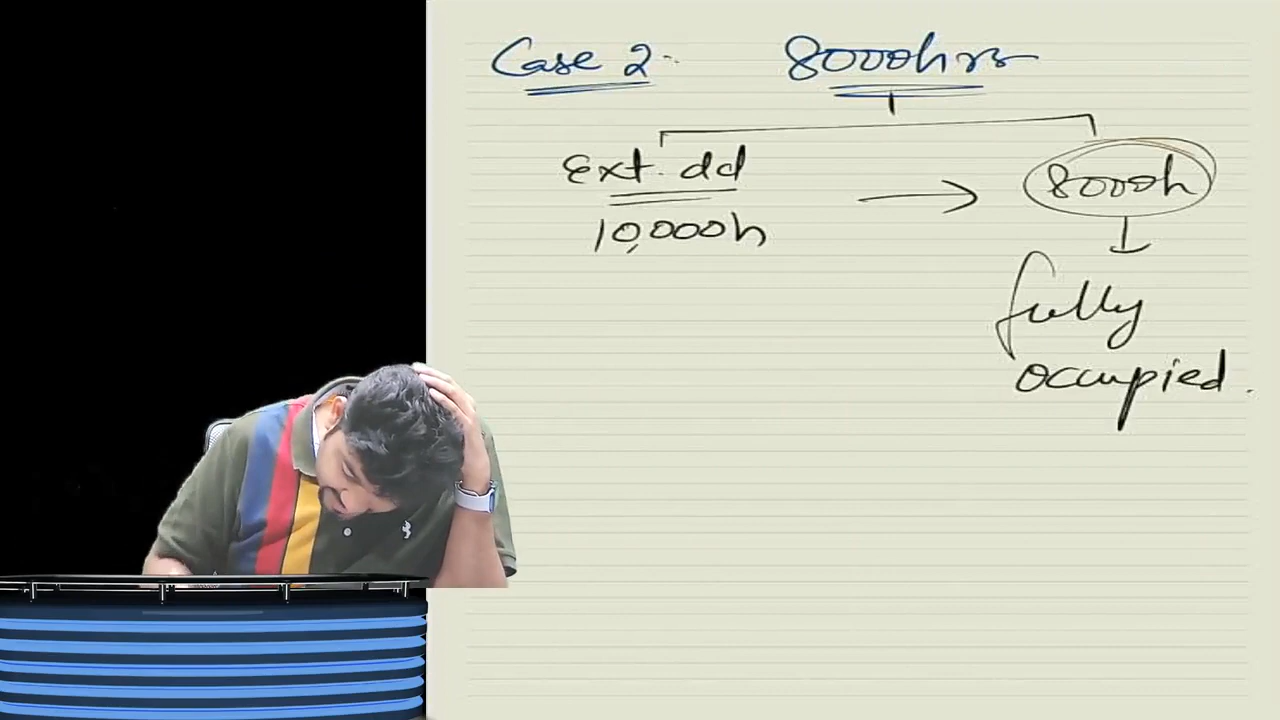 Case 2. 8000hrs
Ext. dd → 8000h
10,000h
fully
occupied.